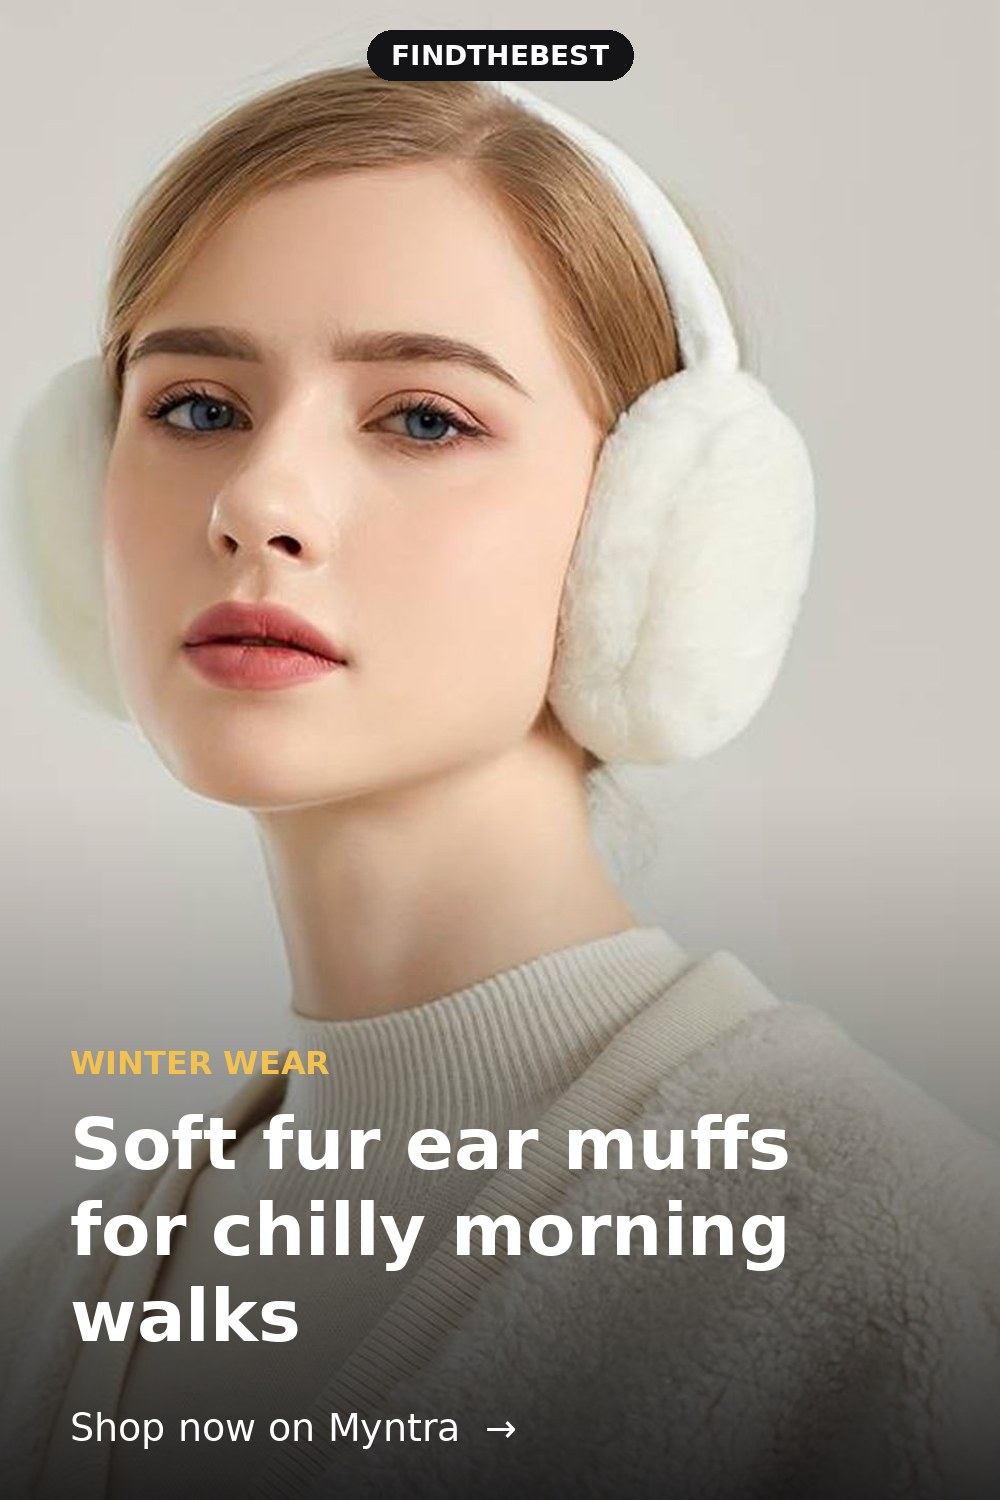 FINDTHEBEST
WINTER WEAR
Soft fur ear muffs
for chilly morning
walks
Shop now on Myntra →